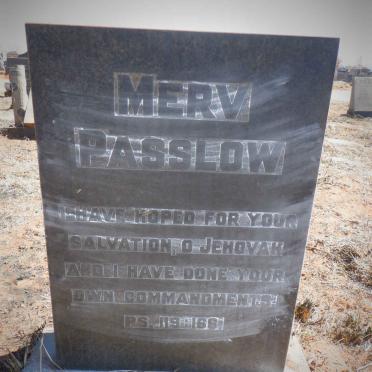 MERV
PASSLOW
I HAVE HOPED FOR YOUR
SALVATION, O JEHOVAH
AND I HAVE DONE YOUR
OWN COMMANDMENTS.
PS. 119:166